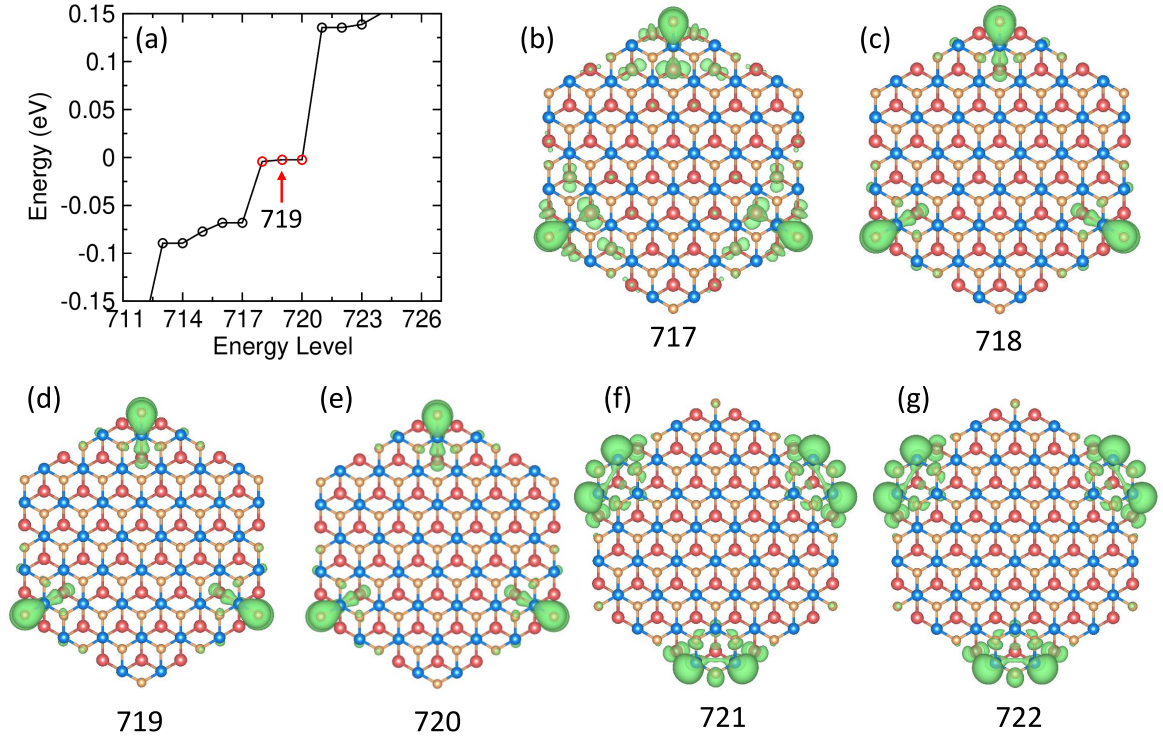 (a)
0.15
0.1
0.05
0
-0.05
-0.1
-0.15
Energy (eV)
719
711 714 717 720 723 726
Energy Level
(b)
717
(c)
718
(d)
719
(e)
720
(f)
721
(g)
722